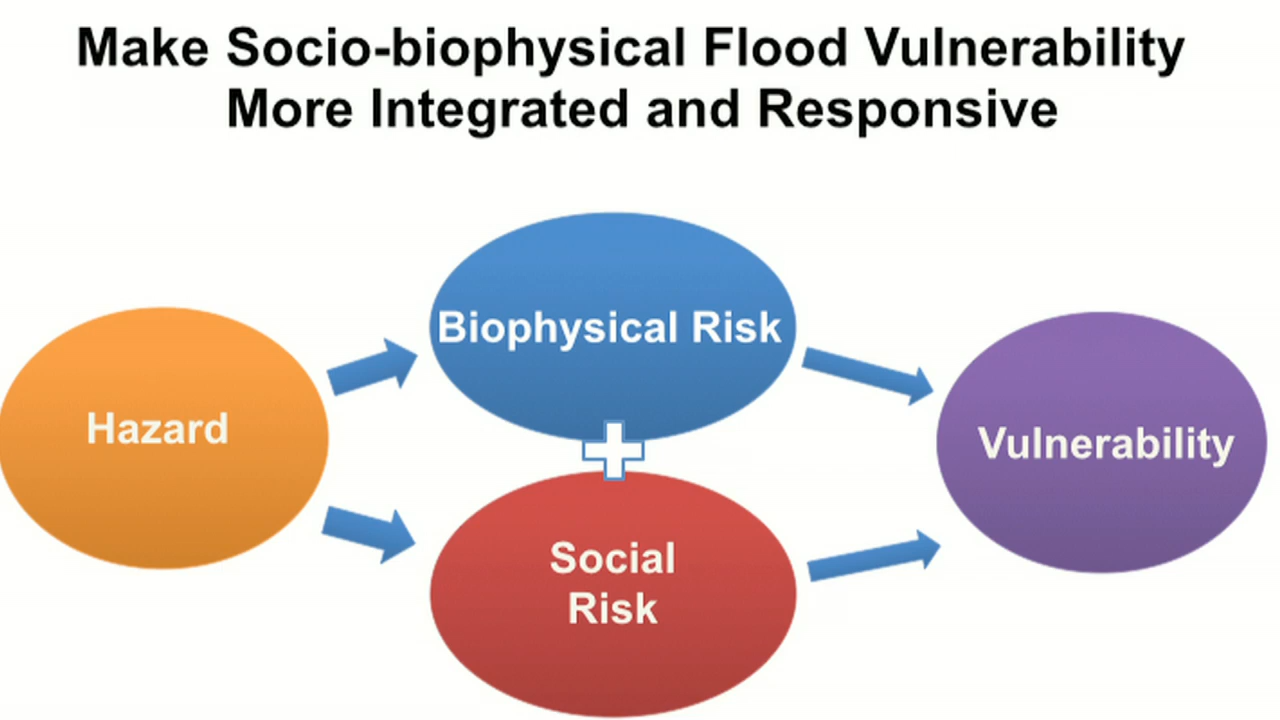 Make Socio-biophysical Flood Vulnerability
More Integrated and Responsive
Biophysical Risk
Hazard
Vulnerability
Social
Risk